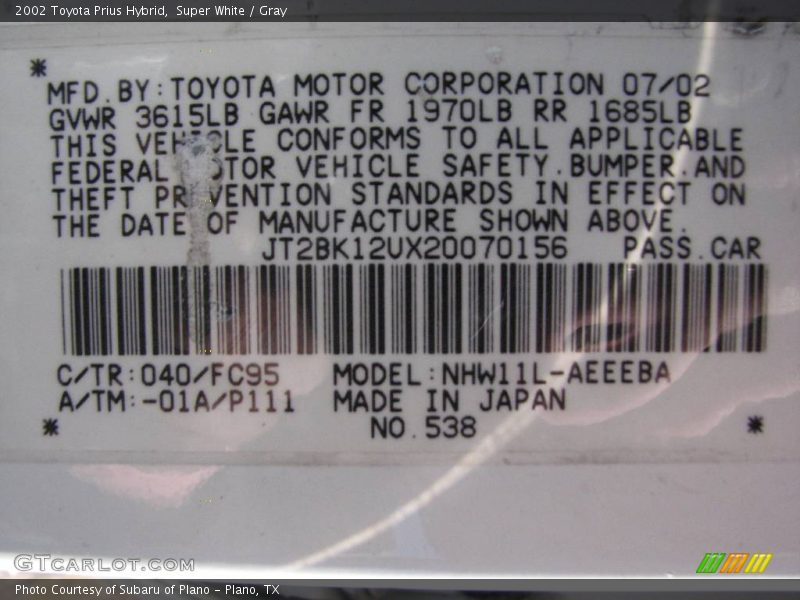 2002 Toyota Prius Hybrid, Super White / Gray
MFD.BY:TOYOTA MOTOR CORPORATION 07/02
GVWR 3615LB GAWR FR 1970LB RR 1685LB
THIS VEHICLE CONFORMS TO ALL APPLICABLE
FEDERAL MOTOR VEHICLE SAFETY.BUMPER.AND
THEFT PREVENTION STANDARDS IN EFFECT ON
THE DATE OF MANUFACTURE SHOWN ABOVE.
JT2BK12UX20070156 PASS.CAR
C/TR:040/FC95 MODEL:NHW11L-AEEEBA
A/TM:-01A/P111 MADE IN JAPAN
NO.538
GTCARLOT.COM
Photo Courtesy of Subaru of Plano - Plano, TX